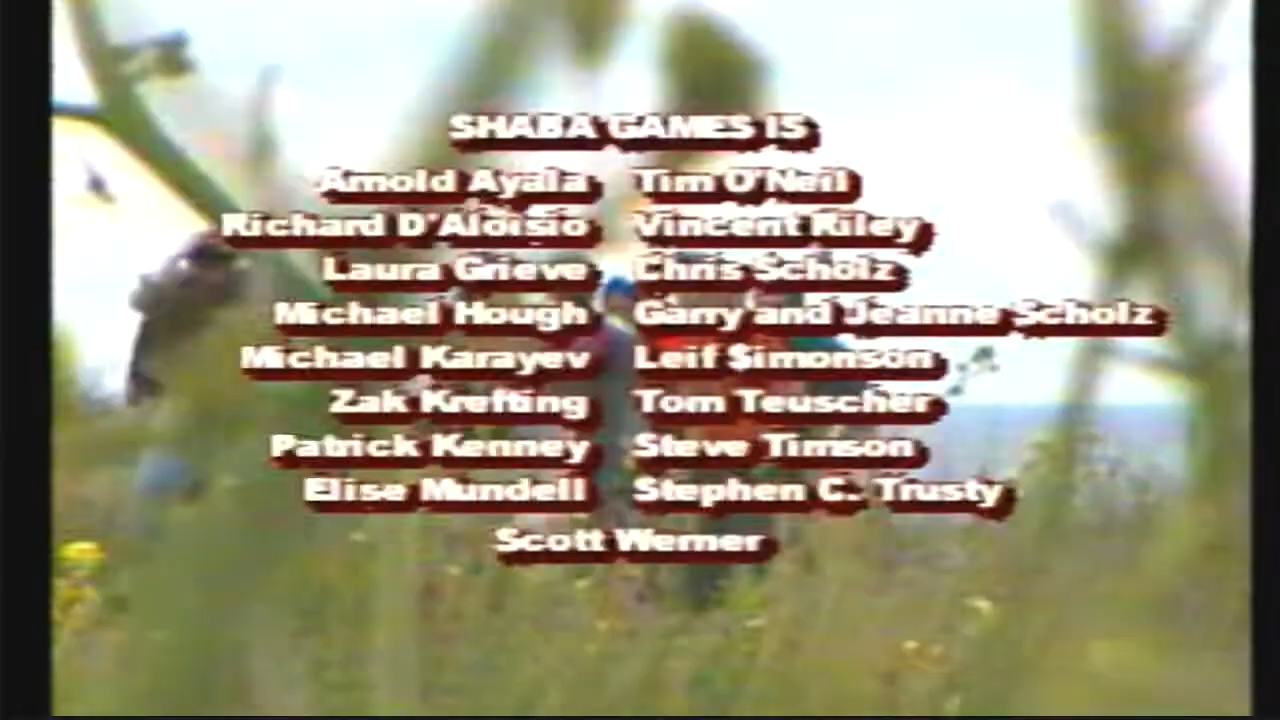 SHABA GAMES IS
Arnold Ayala Tim O'Neil
Richard D'Aloisio Vincent Riley
Laura Grieve Chris Scholz
Michael Hough Garry and Jeanne Scholz
Michael Karayev Leif Simonson
Zak Krefting Tom Teuscher
Patrick Kenney Steve Timson
Elise Mundell Stephen C. Trusty
Scott Werner